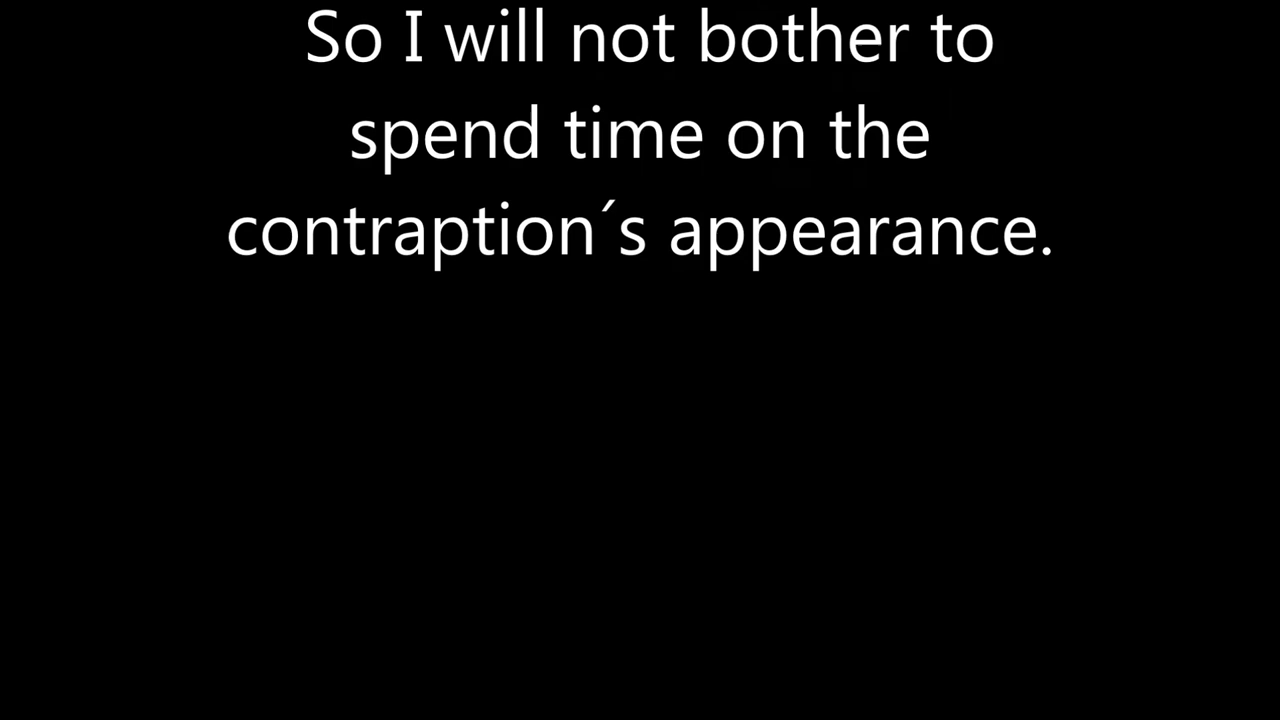 So I will not bother to
spend time on the
contraption´s appearance.